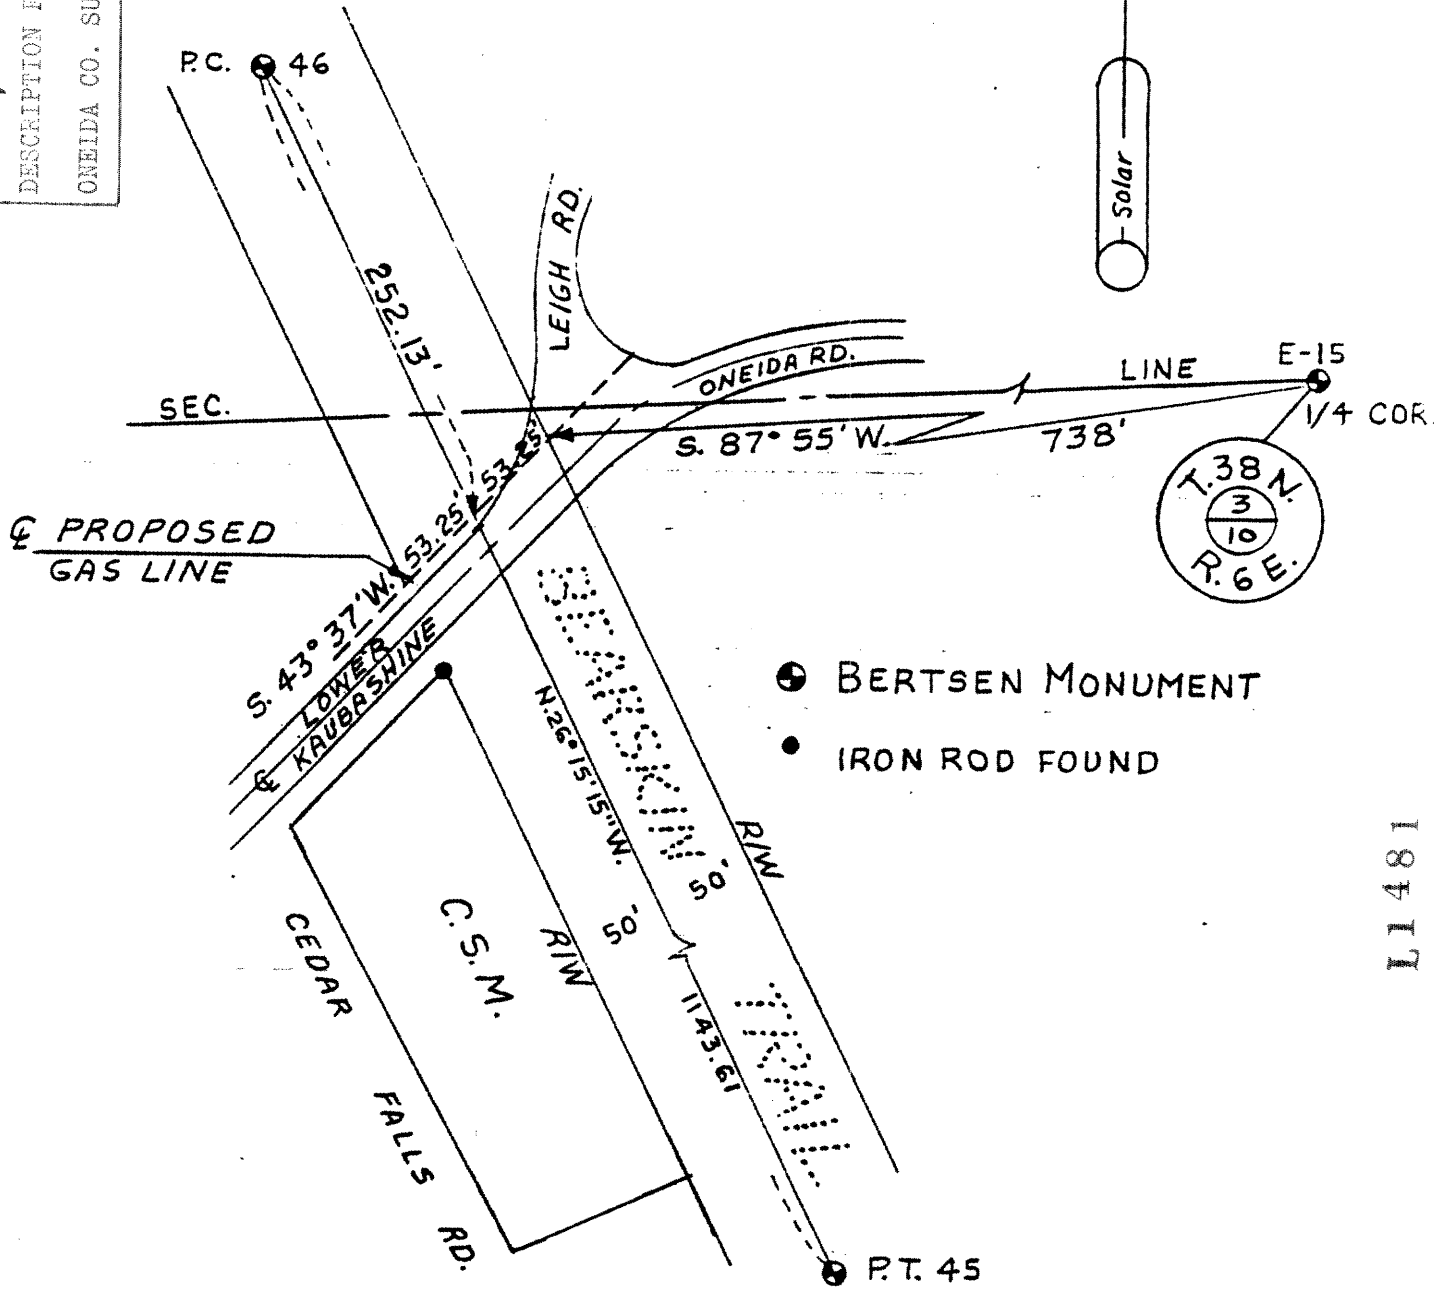 DESCRIPTION
ONEIDA CO.
P.C. 46
Solar
252.13'
LEIGH RD.
ONEIDA RD.
SEC. LINE
E-15
1/4 COR.
S. 87° 55' W. 738'
T. 38 N.
3
10
R. 6 E.
53.25'
53.25'
S. 43° 37' W.
℄ PROPOSED
GAS LINE
℄ LOWER
KAUBASHINE
BEARSKIN TRAIL
N. 26° 15' 15" W.
1143.61
R/W
50'
50'
R/W
C.S.M.
CEDAR FALLS RD.
BERTSEN MONUMENT
IRON ROD FOUND
L1481
P.T. 45